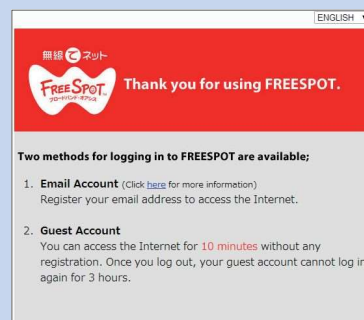 ENGLISH
無線でネット
FREESPOT
ブロードバンド・オアシス
Thank you for using FREESPOT.
Two methods for logging in to FREESPOT are available;
1. Email Account (Click here for more information)
Register your email address to access the Internet.
2. Guest Account
You can access the Internet for 10 minutes without any
registration. Once you log out, your guest account cannot log in
again for 3 hours.